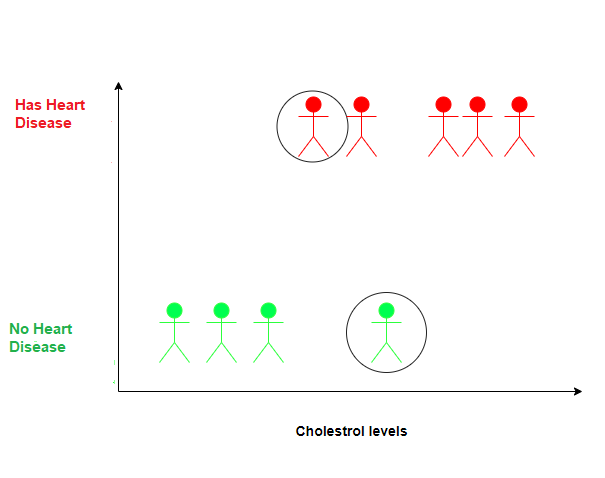 Has Heart
Disease
No Heart
Disease
Cholestrol levels